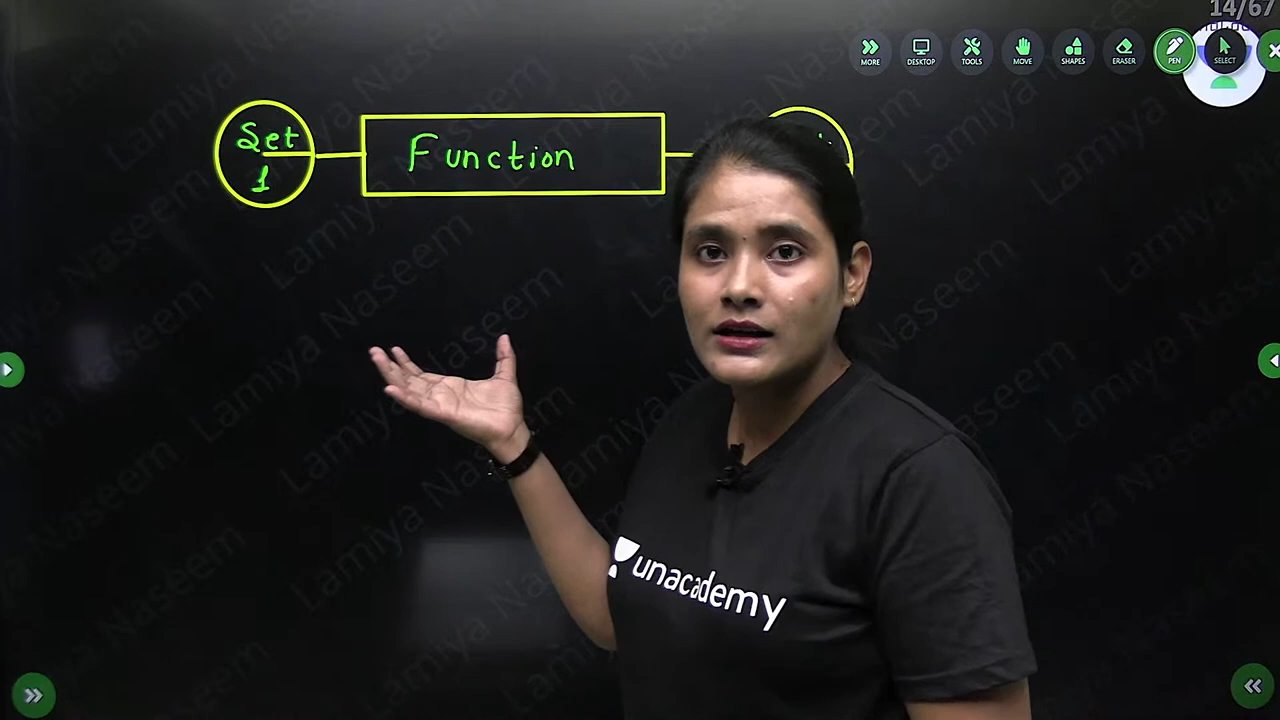 14/67
MORE
DESKTOP
TOOLS
MOVE
SHAPES
ERASER
PEN
SELECT
Set
1
Function
unacademy
Lamiya Naseem